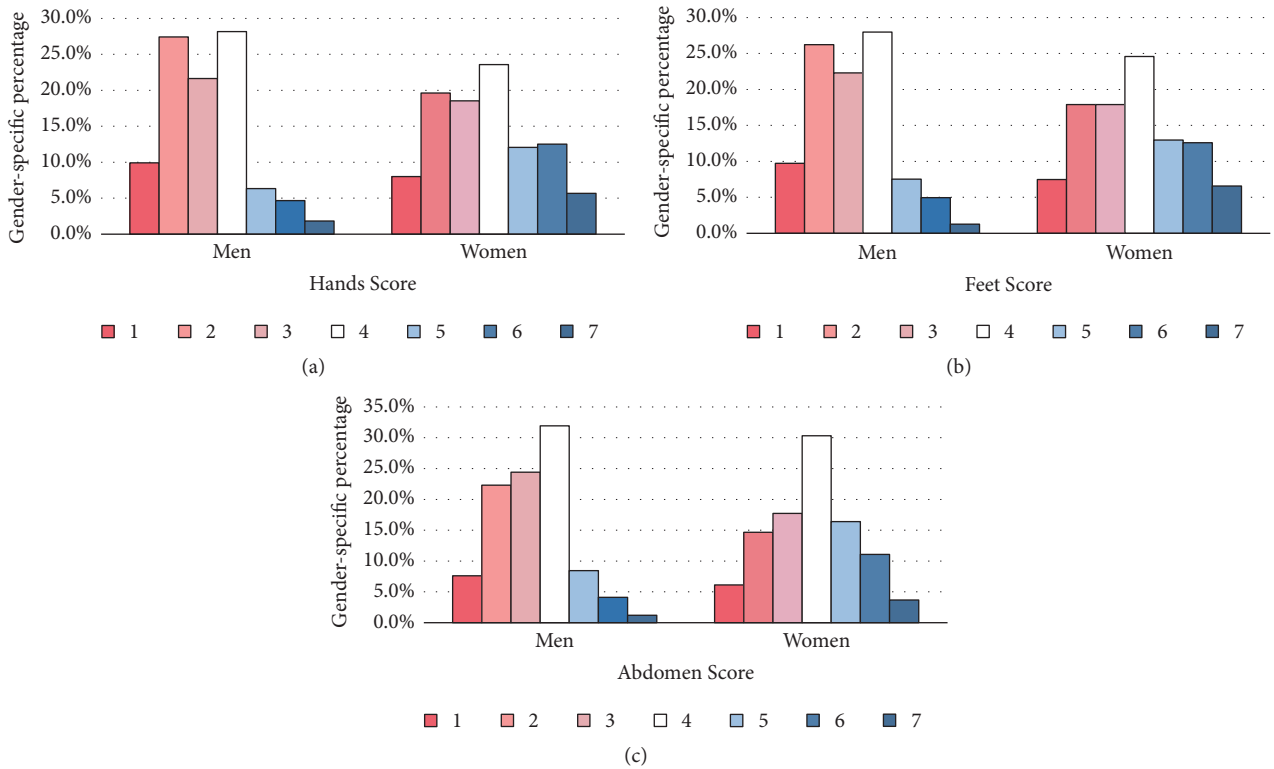 Gender-specific percentage
30.0%
25.0%
20.0%
15.0%
10.0%
5.0%
0.0%
Men Women
Hands Score
1 2 3 4 5 6 7
(a)
Gender-specific percentage
30.0%
25.0%
20.0%
15.0%
10.0%
5.0%
0.0%
Men Women
Feet Score
1 2 3 4 5 6 7
(b)
Gender-specific percentage
35.0%
30.0%
25.0%
20.0%
15.0%
10.0%
5.0%
0.0%
Men Women
Abdomen Score
1 2 3 4 5 6 7
(c)